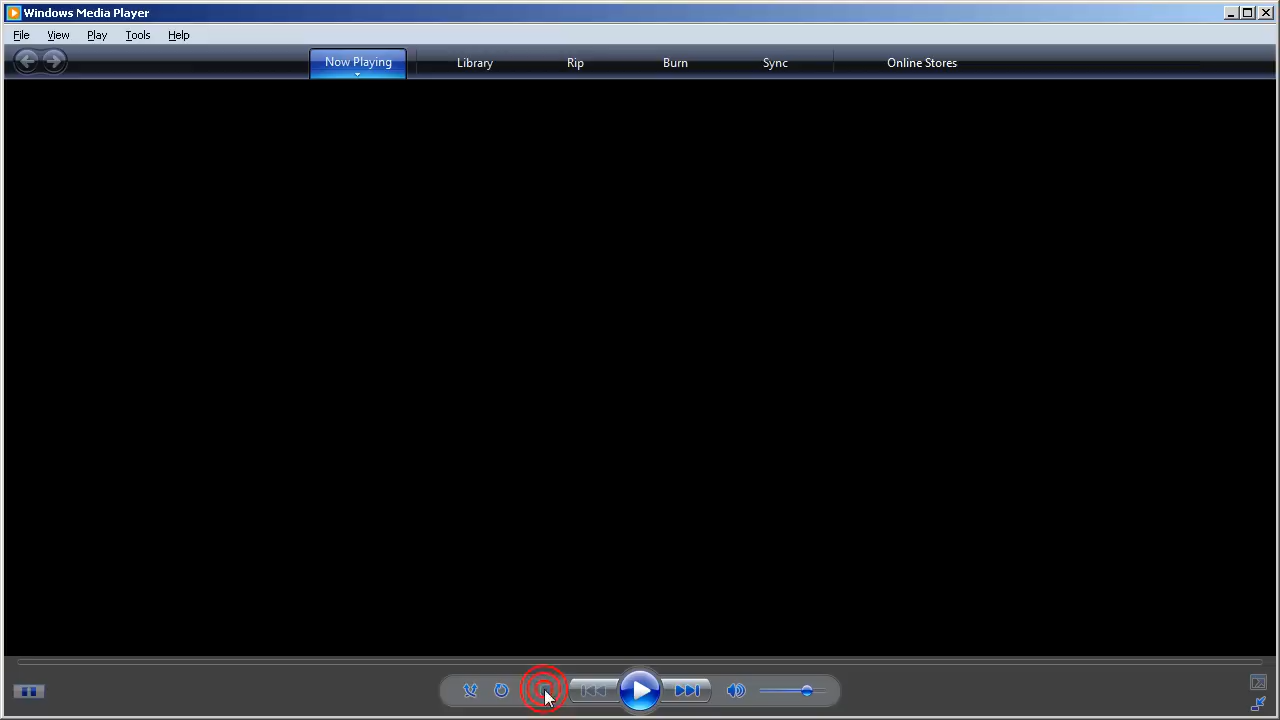 Windows Media Player
File View Play Tools Help
Now Playing Library Rip Burn Sync Online Stores